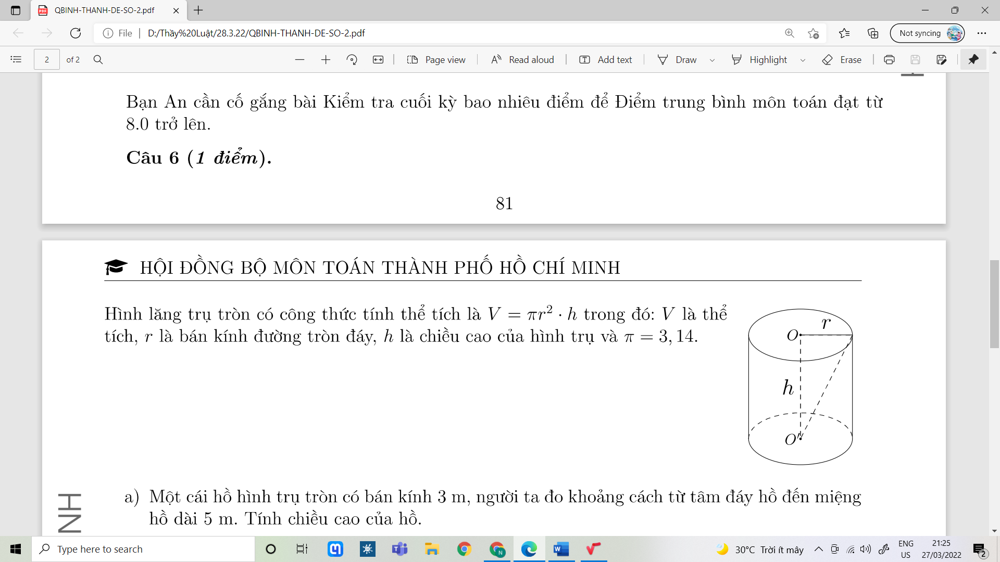 QBINH-THANH-DE-SO-2.pdf
File | D:/Thầy%20Luật/28.3.22/QBINH-THANH-DE-SO-2.pdf
Not syncing
2 of 2
Page view
Read aloud
Add text
Draw
Highlight
Erase
Bạn An cần cố gắng bài Kiểm tra cuối kỳ bao nhiêu điểm để Điểm trung bình môn toán đạt từ
8.0 trở lên.
Câu 6 (1 điểm).
81
HỘI ĐỒNG BỘ MÔN TOÁN THÀNH PHỐ HỒ CHÍ MINH
Hình lăng trụ tròn có công thức tính thể tích là V = πr² · h trong đó: V là thể
tích, r là bán kính đường tròn đáy, h là chiều cao của hình trụ và π = 3, 14.
r
O
h
O'
a) Một cái hồ hình trụ tròn có bán kính 3 m, người ta đo khoảng cách từ tâm đáy hồ đến miệng
hồ dài 5 m. Tính chiều cao của hồ.
NH
Type here to search
30°C Trời ít mây
ENG
US
21:25
27/03/2022
2